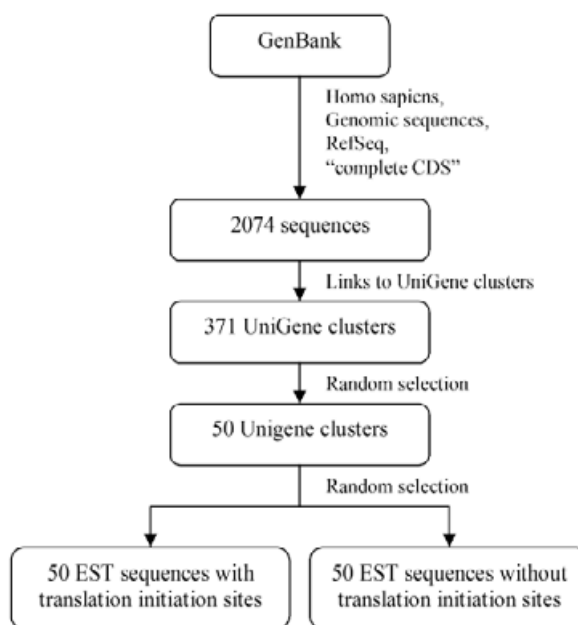 GenBank
Homo sapiens,
Genomic sequences,
RefSeq,
“complete CDS”
2074 sequences
Links to UniGene clusters
371 UniGene clusters
Random selection
50 Unigene clusters
Random selection
50 EST sequences with
translation initiation sites
50 EST sequences without
translation initiation sites